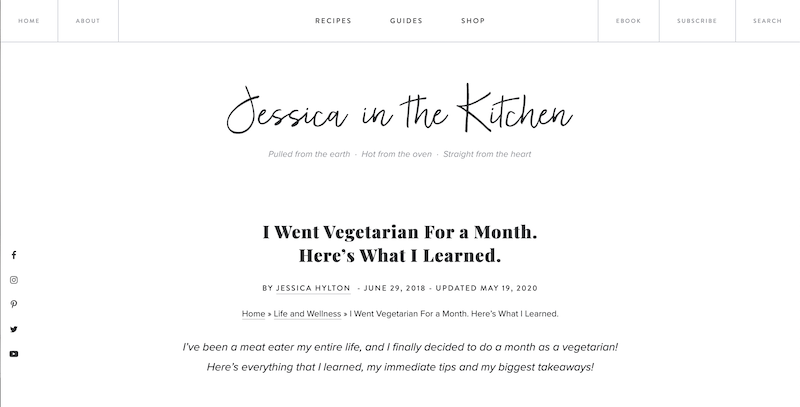 HOME ABOUT RECIPES GUIDES SHOP EBOOK SUBSCRIBE SEARCH
Jessica in the Kitchen
Pulled from the earth · Hot from the oven · Straight from the heart
I Went Vegetarian For a Month.
Here's What I Learned.
BY JESSICA HYLTON - JUNE 29, 2018 - UPDATED MAY 19, 2020
Home » Life and Wellness » I Went Vegetarian For a Month. Here's What I Learned.
I've been a meat eater my entire life, and I finally decided to do a month as a vegetarian!
Here's everything that I learned, my immediate tips and my biggest takeaways!